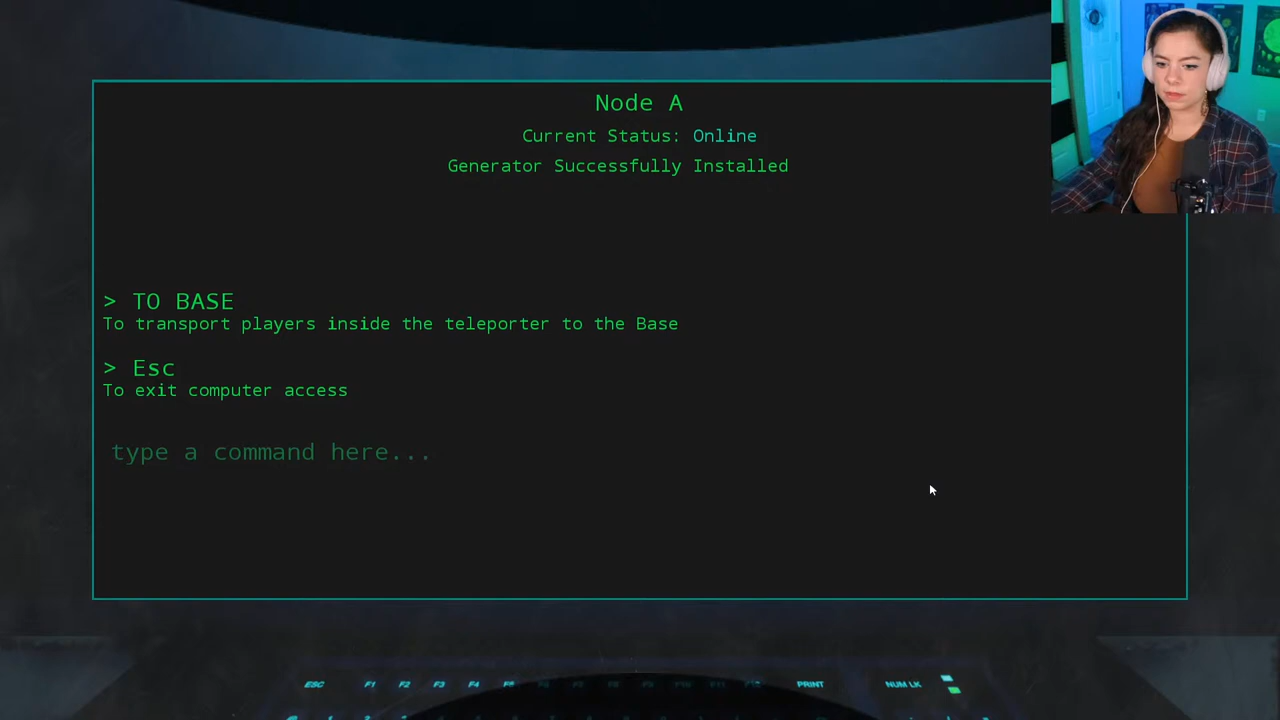 Node A
Current Status: Online
Generator Successfully Installed
> TO BASE
To transport players inside the teleporter to the Base
> Esc
To exit computer access
type a command here...
ESC F1 F2 F3 F4 F5 PRINT NUM LK